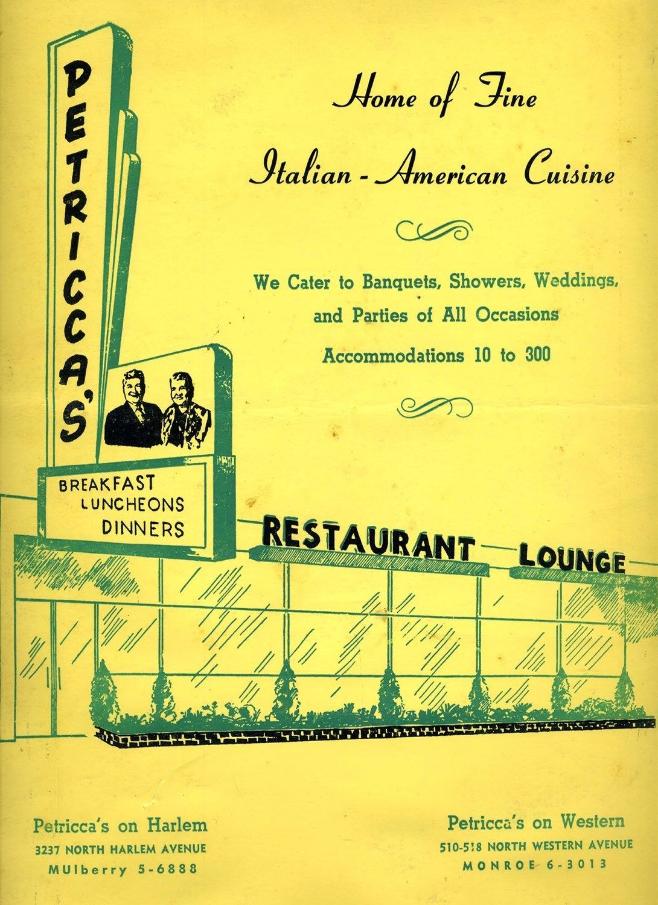 PETRICCA'S
Home of Fine
Italian - American Cuisine
We Cater to Banquets, Showers, Weddings,
and Parties of All Occasions
Accommodations 10 to 300
BREAKFAST
LUNCHEONS
DINNERS
RESTAURANT
LOUNGE
Petricca's on Harlem
3237 NORTH HARLEM AVENUE
MUlberry 5-6888
Petricca's on Western
510-518 NORTH WESTERN AVENUE
MONROE 6-3013